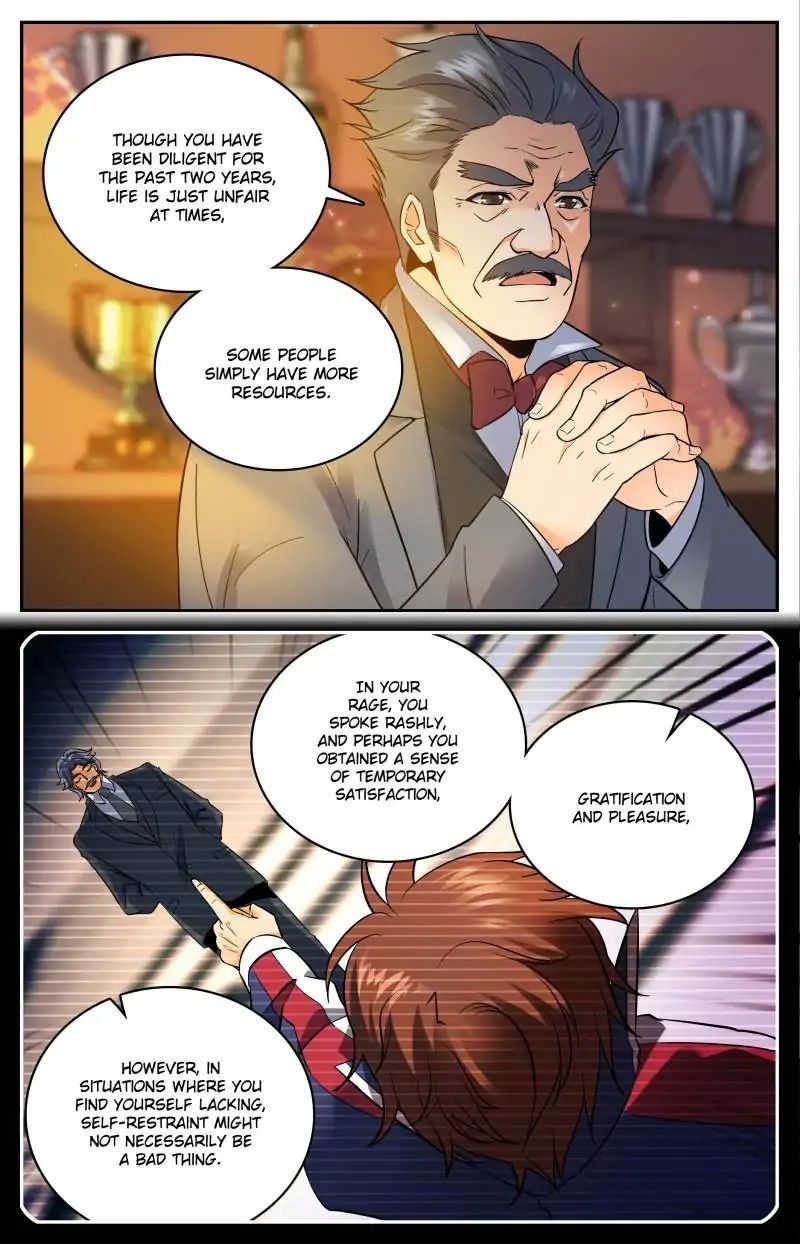 THOUGH YOU HAVE
BEEN DILIGENT FOR
THE PAST TWO YEARS,
LIFE IS JUST UNFAIR
AT TIMES,
SOME PEOPLE
SIMPLY HAVE MORE
RESOURCES.
IN YOUR
RAGE, YOU
SPOKE RASHLY,
AND PERHAPS YOU
OBTAINED A SENSE
OF TEMPORARY
SATISFACTION,
GRATIFICATION
AND PLEASURE,
HOWEVER, IN
SITUATIONS WHERE YOU
FIND YOURSELF LACKING,
SELF-RESTRAINT MIGHT
NOT NECESSARILY BE
A BAD THING.